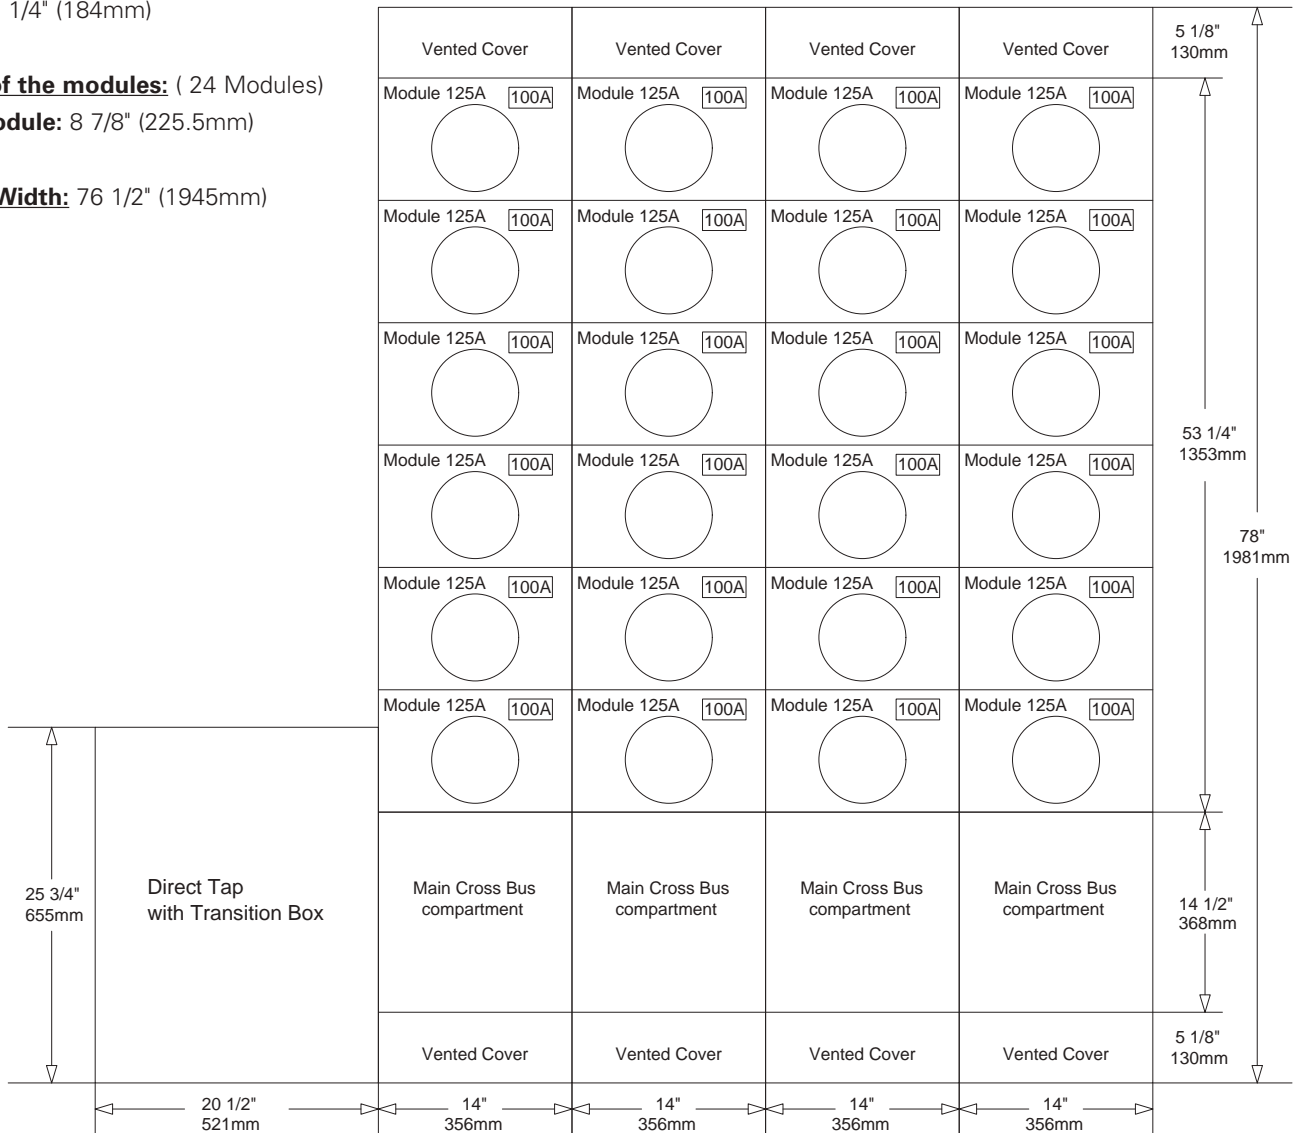 1/4" (184mm)
of the modules: ( 24 Modules)
odule: 8 7/8" (225.5mm)
Width: 76 1/2" (1945mm)
Vented Cover Vented Cover Vented Cover Vented Cover
5 1/8"
130mm
Module 125A 100A Module 125A 100A Module 125A 100A Module 125A 100A
Module 125A 100A Module 125A 100A Module 125A 100A Module 125A 100A
Module 125A 100A Module 125A 100A Module 125A 100A Module 125A 100A
53 1/4"
1353mm
Module 125A 100A Module 125A 100A Module 125A 100A Module 125A 100A
78"
1981mm
Module 125A 100A Module 125A 100A Module 125A 100A Module 125A 100A
Module 125A 100A Module 125A 100A Module 125A 100A Module 125A 100A
25 3/4"
655mm
Direct Tap
with Transition Box
Main Cross Bus
compartment
Main Cross Bus
compartment
Main Cross Bus
compartment
Main Cross Bus
compartment
14 1/2"
368mm
Vented Cover Vented Cover Vented Cover Vented Cover
5 1/8"
130mm
20 1/2"
521mm
14"
356mm
14"
356mm
14"
356mm
14"
356mm